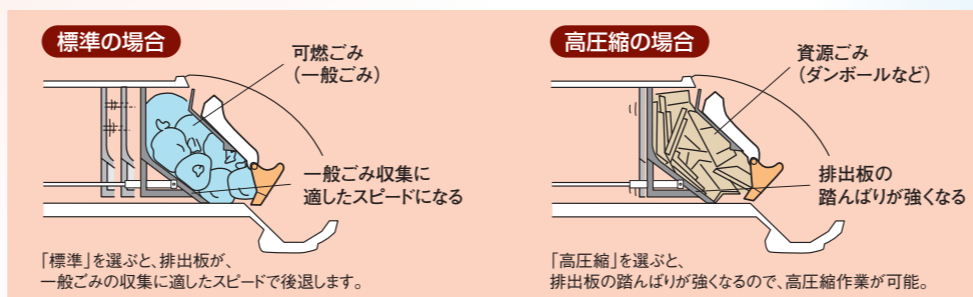 標準の場合
可燃ごみ
（一般ごみ）
一般ごみ収集に
適したスピードになる
「標準」を選ぶと、排出板が、
一般ごみの収集に適したスピードで後退します。
高圧縮の場合
資源ごみ
（ダンボールなど）
排出板の
踏んばりが強くなる
「高圧縮」を選ぶと、
排出板の踏んばりが強くなるので、高圧縮作業が可能。